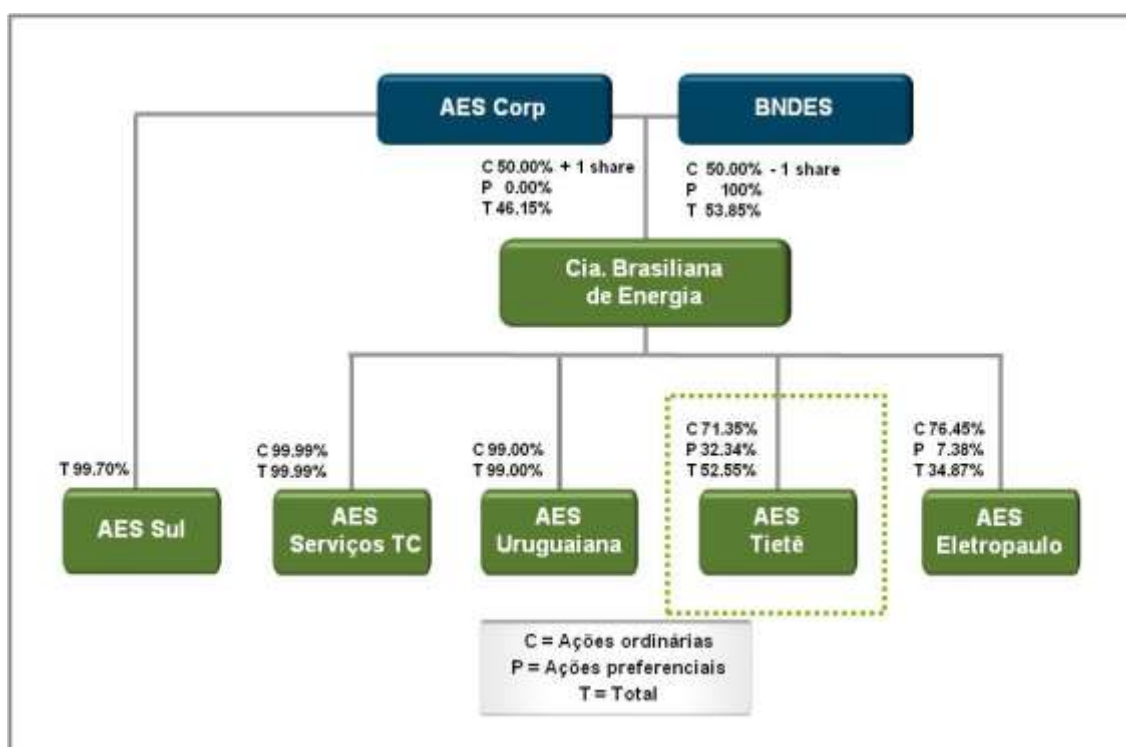 AES Corp
BNDES
C 50.00% + 1 share
P 0.00%
T 46.15%
C 50.00% - 1 share
P 100%
T 53.85%
Cia. Brasiliana
de Energia
T 99.70%
C 99.99%
T 99.99%
C 99.00%
T 99.00%
C 71.35%
P 32.34%
T 52.55%
C 76.45%
P 7.38%
T 34.87%
AES Sul
AES
Serviços TC
AES
Uruguaiana
AES
Tietê
AES
Eletropaulo
C = Ações ordinárias
P = Ações preferenciais
T = Total